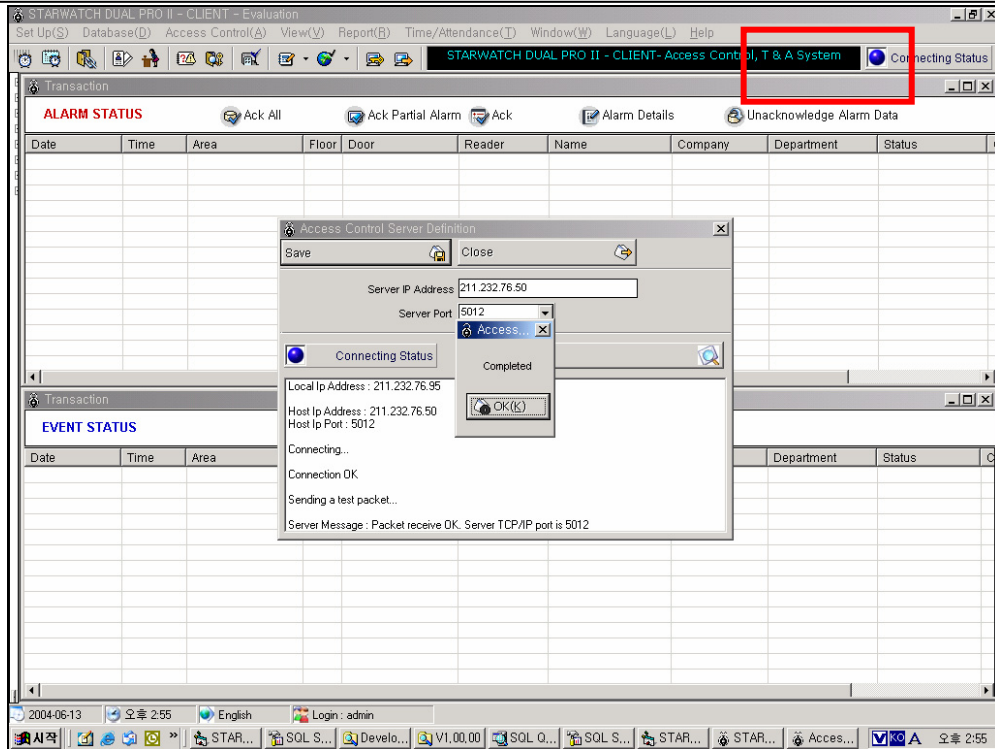 STARWATCH DUAL PRO II - CLIENT - Evaluation
Set Up(S) Database(D) Access Control(A) View(V) Report(R) Time/Attendance(T) Window(W) Language(L) Help
STARWATCH DUAL PRO II - CLIENT- Access Control, T & A System
Connecting Status
Transaction
ALARM STATUS
Ack All
Ack Partial Alarm
Ack
Alarm Details
Unacknowledge Alarm Data
Date Time Area Floor Door Reader Name Company Department Status
Access Control Server Definition
Save
Close
Server IP Address 211.232.76.50
Server Port 5012
Access...
Completed
OK(K)
Connecting Status
Local Ip Address : 211.232.76.95
Host Ip Address : 211.232.76.50
Host Ip Port : 5012
Connecting...
Connection OK
Sending a test packet...
Server Message : Packet receive OK. Server TCP/IP port is 5012
Transaction
EVENT STATUS
Date Time Area Department Status C
2004-06-13 오후 2:55 English Login : admin
시작 » STAR... SQL S... Develo... V1,00,00 SQL Q... SQL S... STAR... STAR... Acces... V KO A 오후 2:55